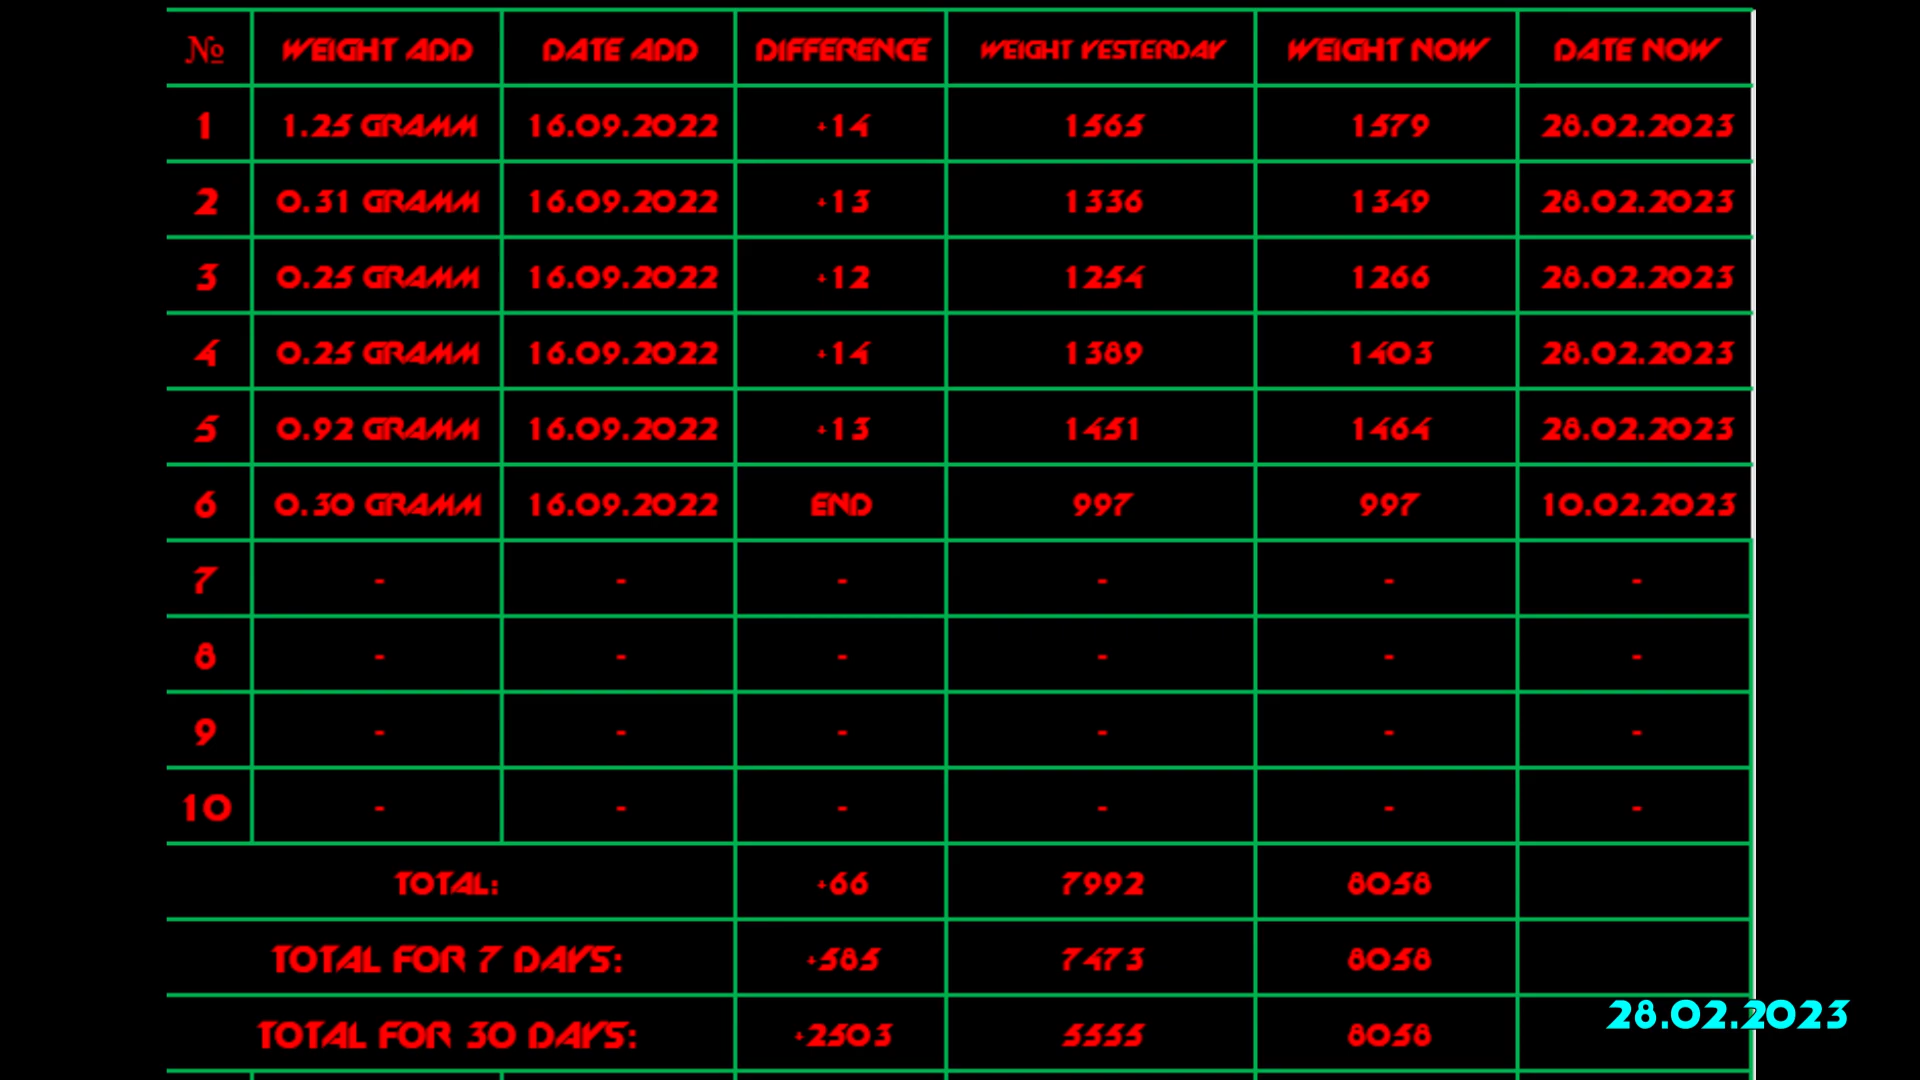 № WEIGHT ADD DATE ADD DIFFERENCE WEIGHT YESTERDAY WEIGHT NOW DATE NOW
1 1.25 GRAMM 16.09.2022 +14 1565 1579 28.02.2023
2 0.31 GRAMM 16.09.2022 +13 1336 1349 28.02.2023
3 0.25 GRAMM 16.09.2022 +12 1254 1266 28.02.2023
4 0.25 GRAMM 16.09.2022 +14 1389 1403 28.02.2023
5 0.92 GRAMM 16.09.2022 +13 1451 1464 28.02.2023
6 0.30 GRAMM 16.09.2022 END 997 997 10.02.2023
7 - - - - - -
8 - - - - - -
9 - - - - - -
10 - - - - - -
TOTAL: +66 7992 8058
TOTAL FOR 7 DAYS: +585 7473 8058
TOTAL FOR 30 DAYS: +2503 5555 8058
28.02.2023